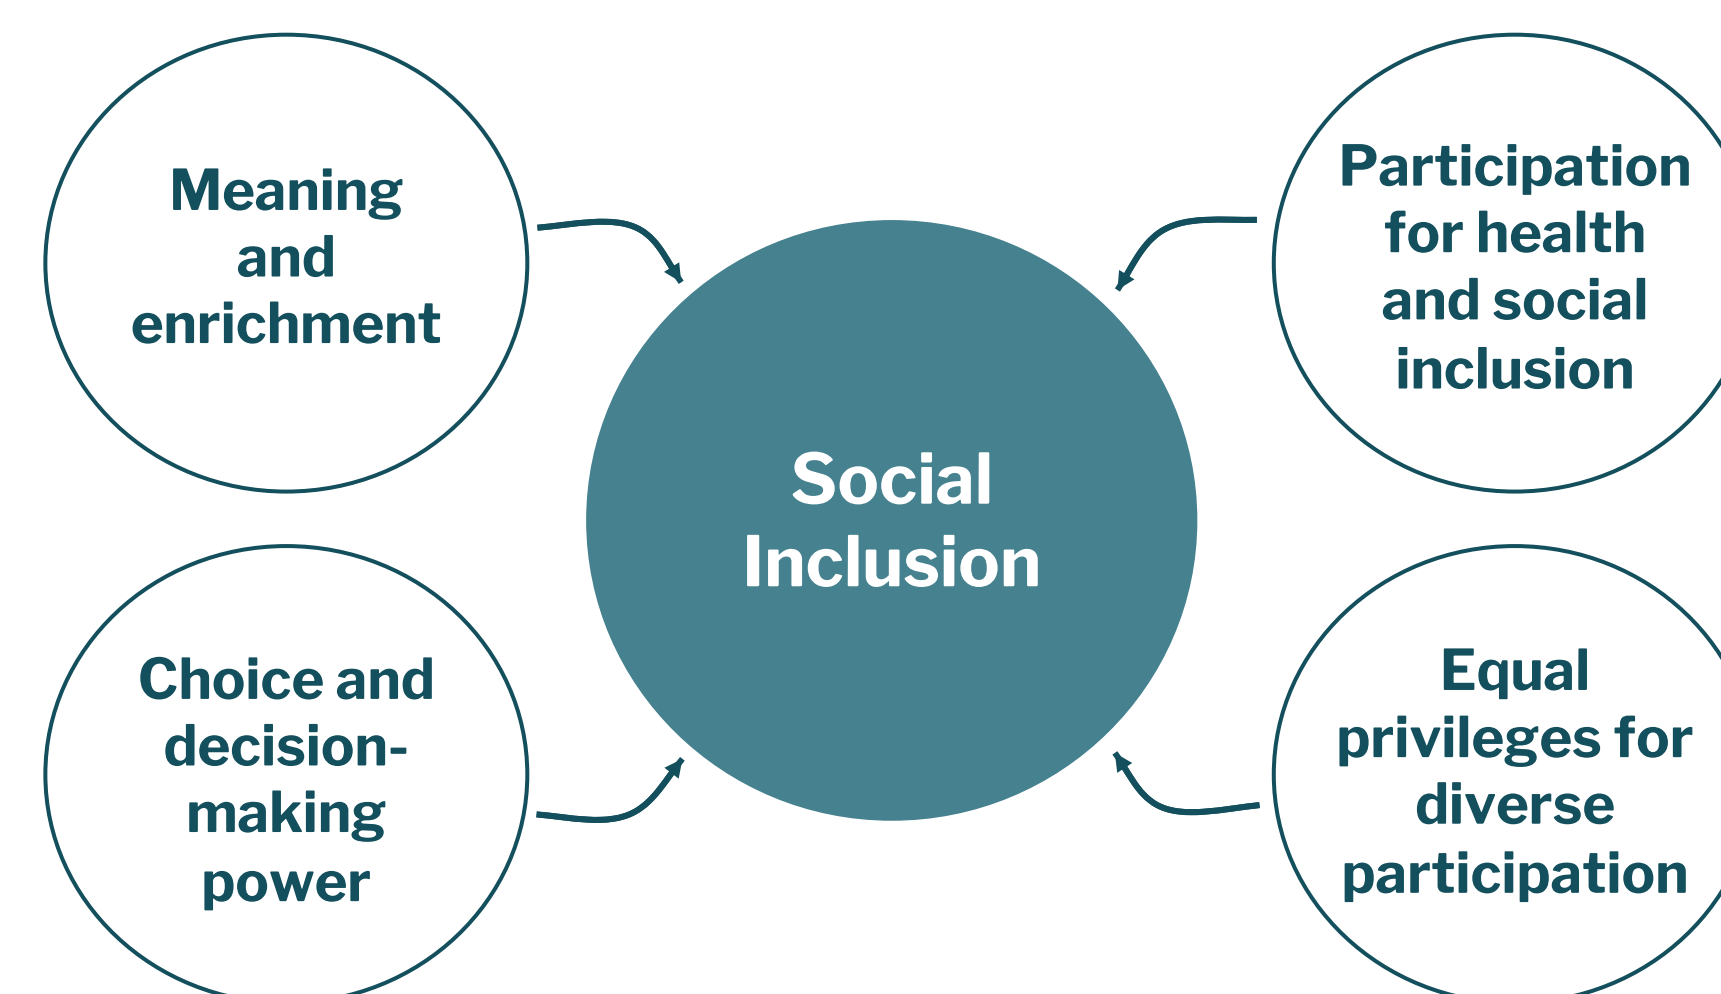 Meaning
and
enrichment
Participation
for health
and social
inclusion
Social
Inclusion
Choice and
decision-
making
power
Equal
privileges for
diverse
participation